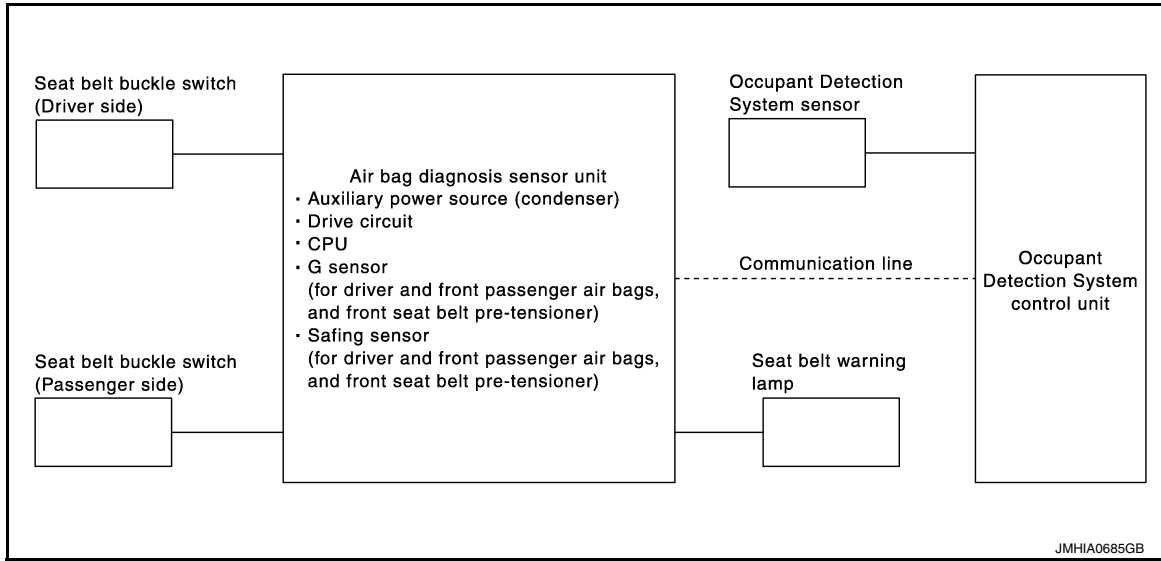 Seat belt buckle switch
(Driver side)
Air bag diagnosis sensor unit
· Auxiliary power source (condenser)
· Drive circuit
· CPU
· G sensor
(for driver and front passenger air bags,
and front seat belt pre-tensioner)
· Safing sensor
(for driver and front passenger air bags,
and front seat belt pre-tensioner)
Seat belt buckle switch
(Passenger side)
Occupant Detection
System sensor
Communication line
Seat belt warning
lamp
Occupant
Detection System
control unit
JMHIA0685GB